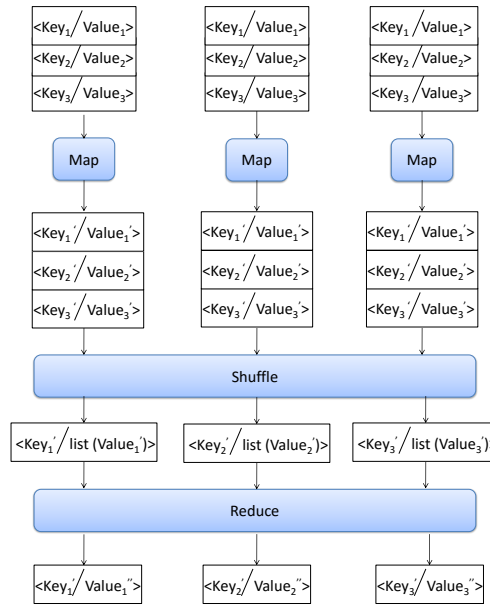 <Key₁/Value₁> <Key₁/Value₁> <Key₁/Value₁>
<Key₂/Value₂> <Key₂/Value₂> <Key₂/Value₂>
<Key₃/Value₃> <Key₃/Value₃> <Key₃/Value₃>
Map Map Map
<Key₁′/Value₁′> <Key₁′/Value₁′> <Key₁′/Value₁′>
<Key₂′/Value₂′> <Key₂′/Value₂′> <Key₂′/Value₂′>
<Key₃′/Value₃′> <Key₃′/Value₃′> <Key₃′/Value₃′>
Shuffle
<Key₁′/list (Value₁′)> <Key₂′/list (Value₂′)> <Key₃′/list (Value₃′)>
Reduce
<Key₁′/Value₁″> <Key₂′/Value₂″> <Key₃′/Value₃″>